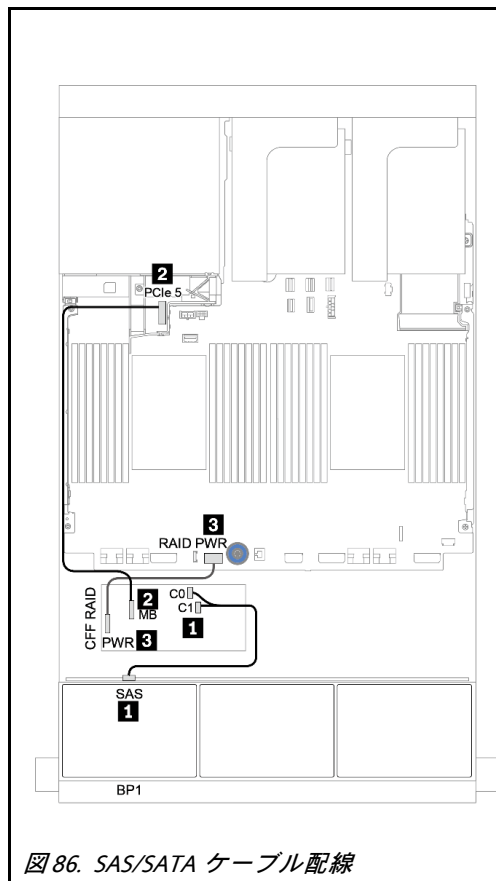 2
PCIe 5
3
RAID PWR
CFF RAID
2
MB
C0
C1
1
PWR 3
SAS
1
BP1
図 86. SAS/SATA ケーブル配線